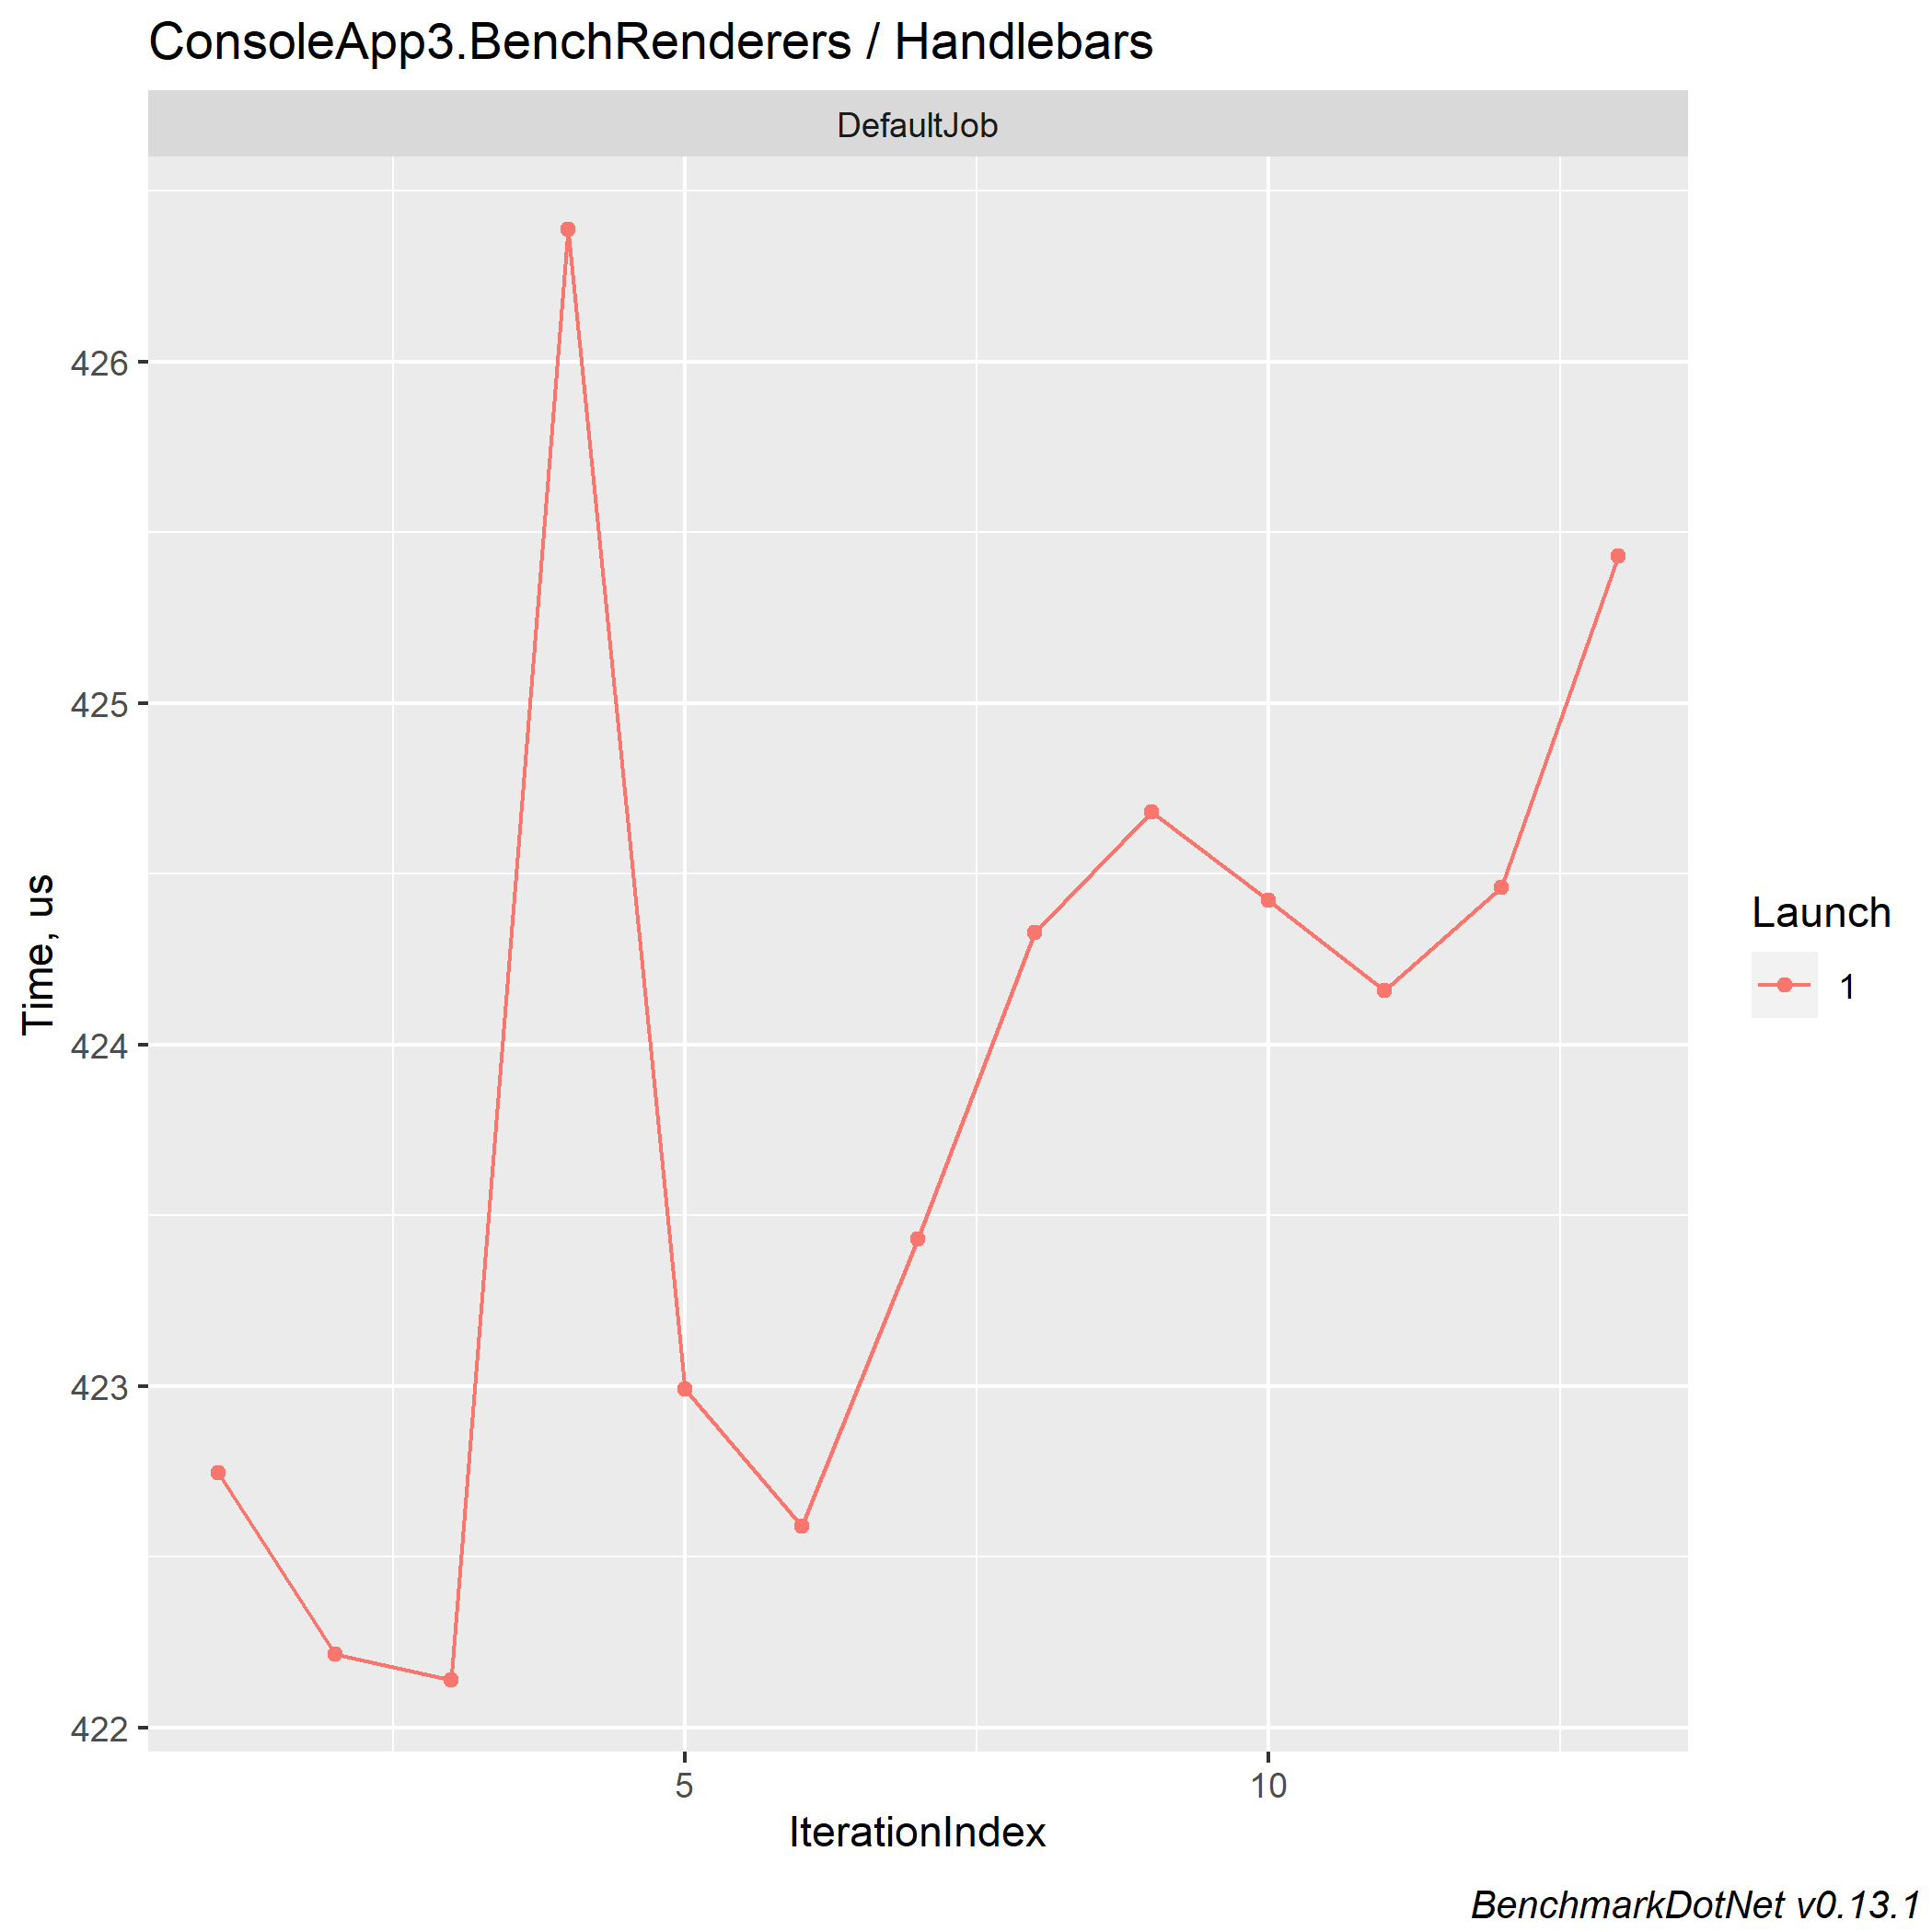 ConsoleApp3.BenchRenderers / Handlebars
DefaultJob
426
425
424
423
422
Time, us
5
10
IterationIndex
Launch
1
BenchmarkDotNet v0.13.1